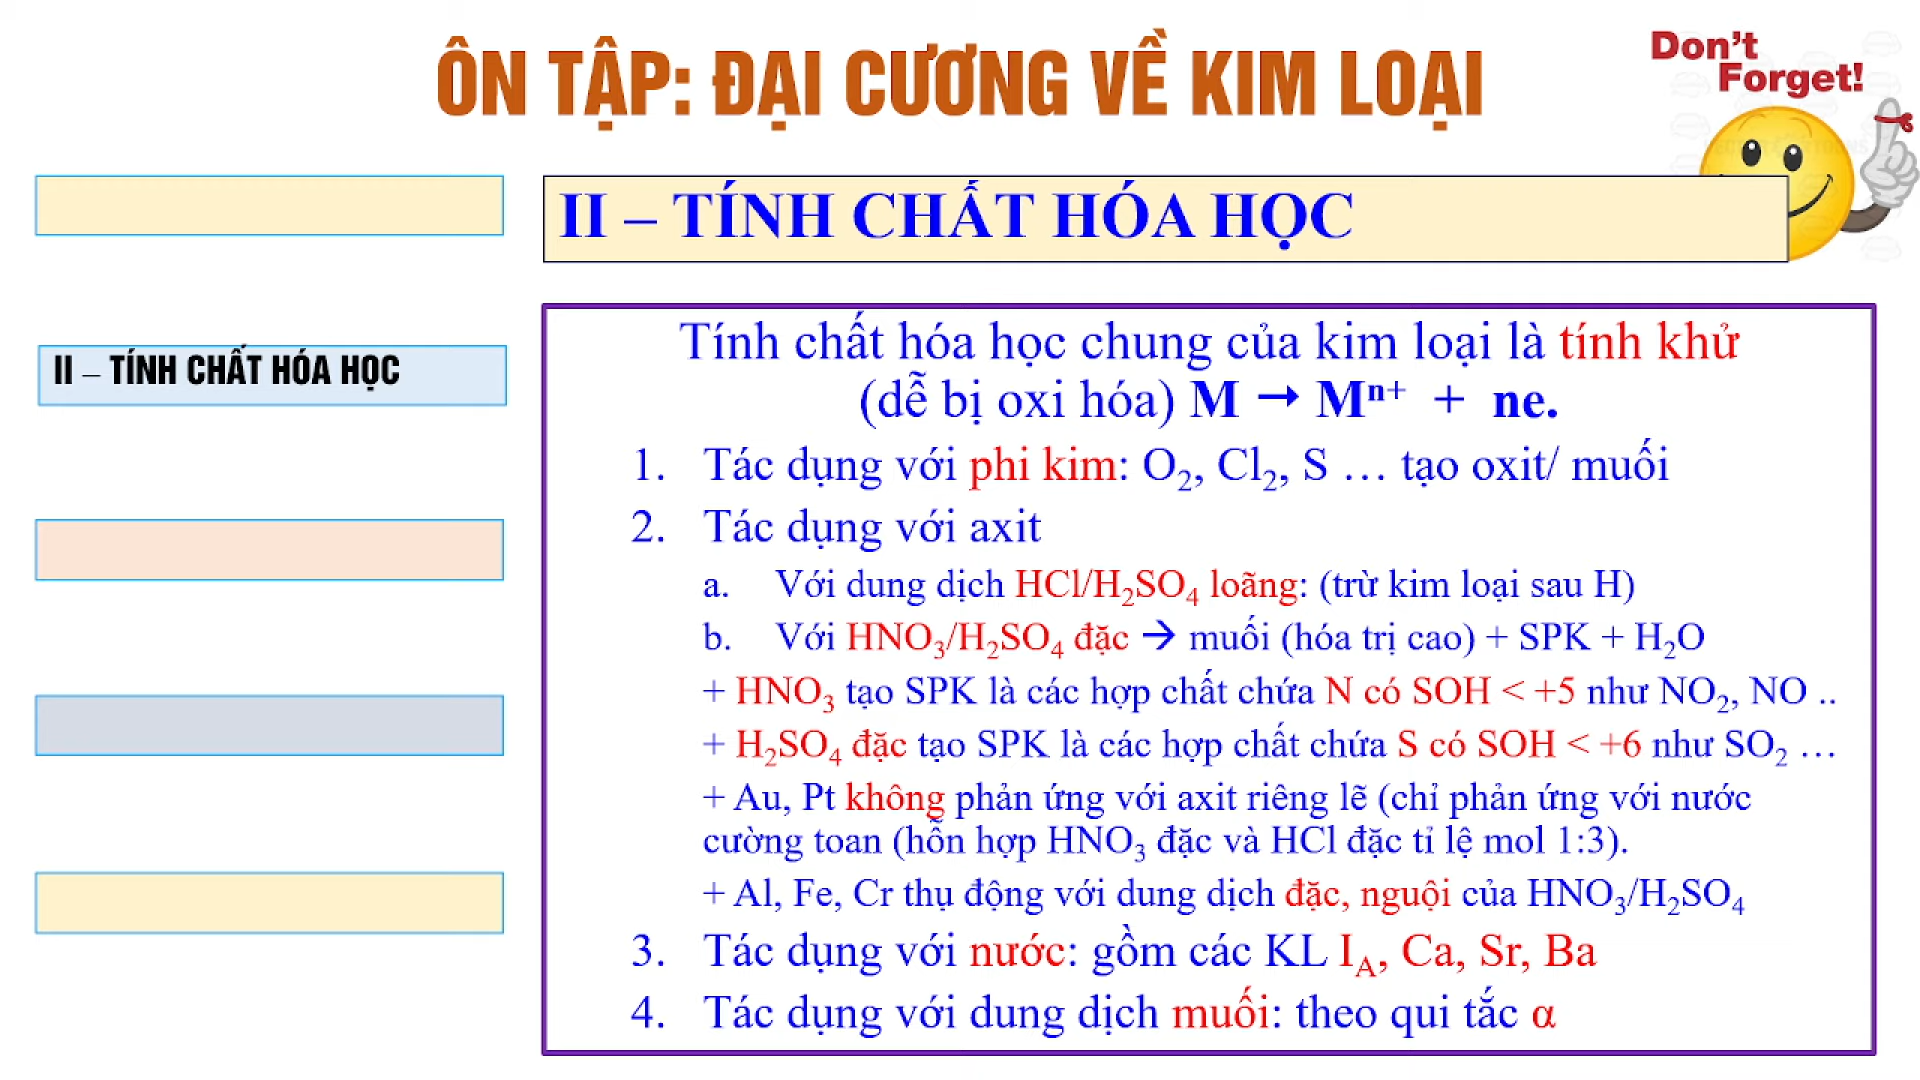 ÔN TẬP: ĐẠI CƯƠNG VỀ KIM LOẠI
Don't
Forget!
II – TÍNH CHẤT HÓA HỌC
II – TÍNH CHẤT HÓA HỌC
Tính chất hóa học chung của kim loại là tính khử
(dễ bị oxi hóa) M → Mⁿ⁺ + ne.
1. Tác dụng với phi kim: O₂, Cl₂, S … tạo oxit/ muối
2. Tác dụng với axit
a. Với dung dịch HCl/H₂SO₄ loãng: (trừ kim loại sau H)
b. Với HNO₃/H₂SO₄ đặc → muối (hóa trị cao) + SPK + H₂O
+ HNO₃ tạo SPK là các hợp chất chứa N có SOH < +5 như NO₂, NO ..
+ H₂SO₄ đặc tạo SPK là các hợp chất chứa S có SOH < +6 như SO₂ …
+ Au, Pt không phản ứng với axit riêng lẽ (chỉ phản ứng với nước
cường toan (hỗn hợp HNO₃ đặc và HCl đặc tỉ lệ mol 1:3).
+ Al, Fe, Cr thụ động với dung dịch đặc, nguội của HNO₃/H₂SO₄
3. Tác dụng với nước: gồm các KL I_A, Ca, Sr, Ba
4. Tác dụng với dung dịch muối: theo qui tắc α